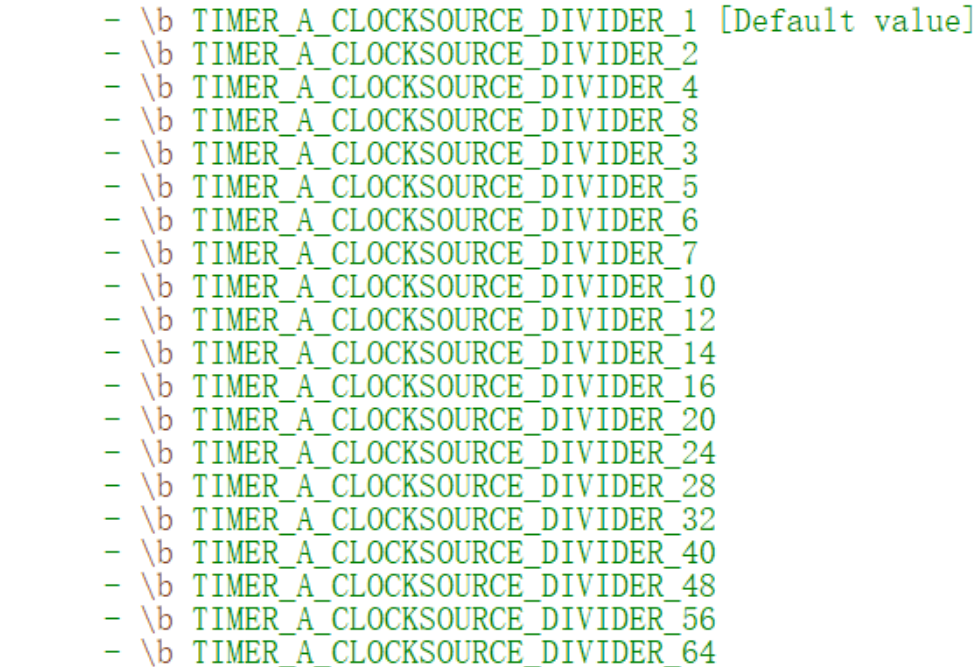 - \b TIMER_A_CLOCKSOURCE_DIVIDER_1 [Default value]
- \b TIMER_A_CLOCKSOURCE_DIVIDER_2
- \b TIMER_A_CLOCKSOURCE_DIVIDER_4
- \b TIMER_A_CLOCKSOURCE_DIVIDER_8
- \b TIMER_A_CLOCKSOURCE_DIVIDER_3
- \b TIMER_A_CLOCKSOURCE_DIVIDER_5
- \b TIMER_A_CLOCKSOURCE_DIVIDER_6
- \b TIMER_A_CLOCKSOURCE_DIVIDER_7
- \b TIMER_A_CLOCKSOURCE_DIVIDER_10
- \b TIMER_A_CLOCKSOURCE_DIVIDER_12
- \b TIMER_A_CLOCKSOURCE_DIVIDER_14
- \b TIMER_A_CLOCKSOURCE_DIVIDER_16
- \b TIMER_A_CLOCKSOURCE_DIVIDER_20
- \b TIMER_A_CLOCKSOURCE_DIVIDER_24
- \b TIMER_A_CLOCKSOURCE_DIVIDER_28
- \b TIMER_A_CLOCKSOURCE_DIVIDER_32
- \b TIMER_A_CLOCKSOURCE_DIVIDER_40
- \b TIMER_A_CLOCKSOURCE_DIVIDER_48
- \b TIMER_A_CLOCKSOURCE_DIVIDER_56
- \b TIMER_A_CLOCKSOURCE_DIVIDER_64